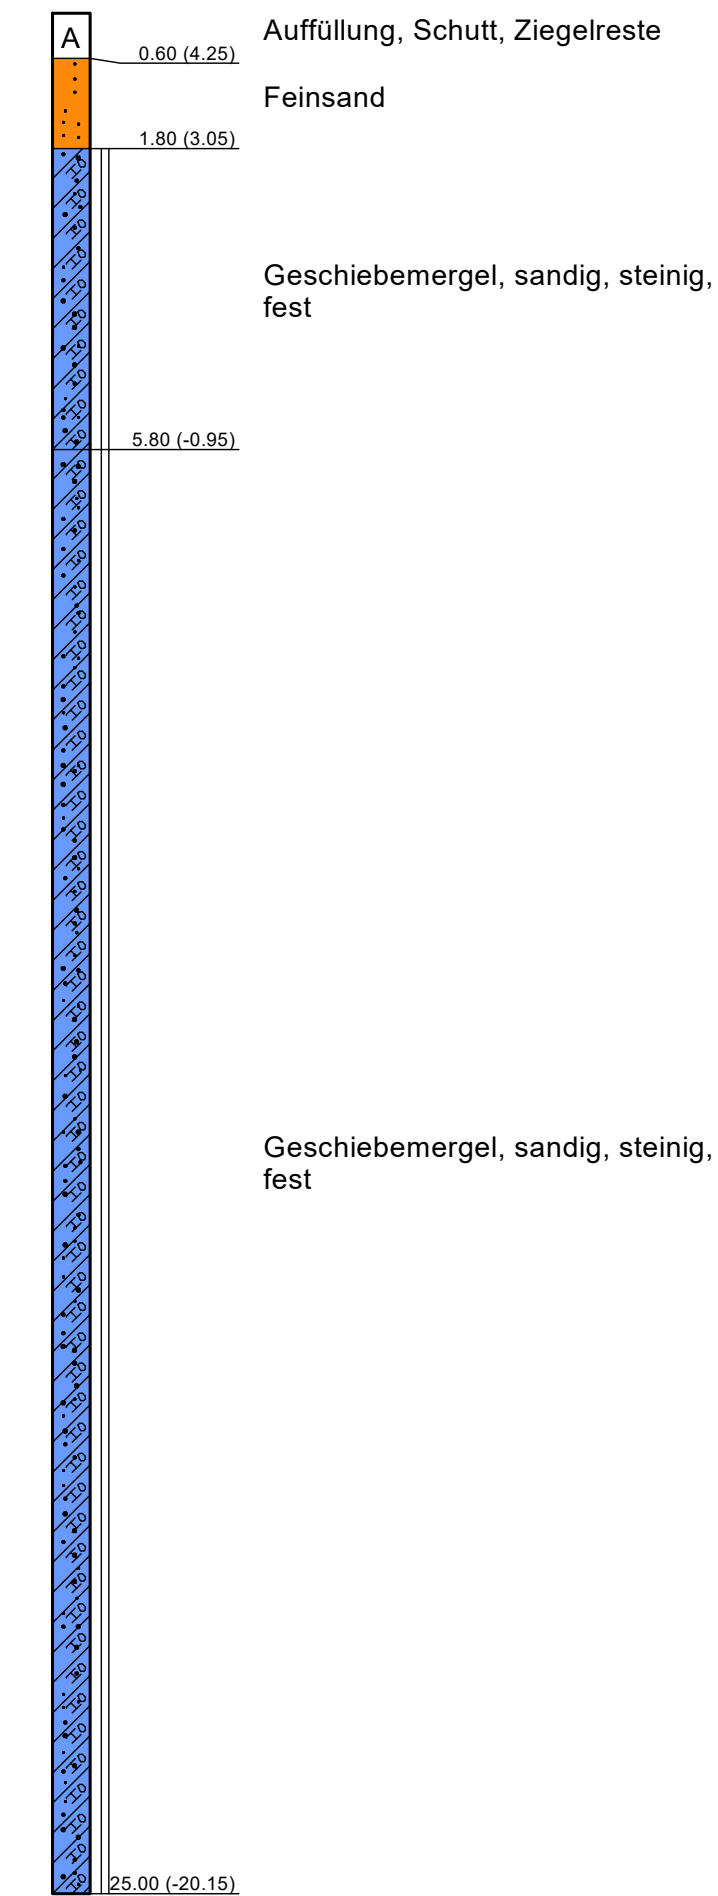 A
Auffüllung, Schutt, Ziegelreste
0.60 (4.25)
Feinsand
1.80 (3.05)
Geschiebemergel, sandig, steinig,
fest
5.80 (-0.95)
Geschiebemergel, sandig, steinig,
fest
25.00 (-20.15)